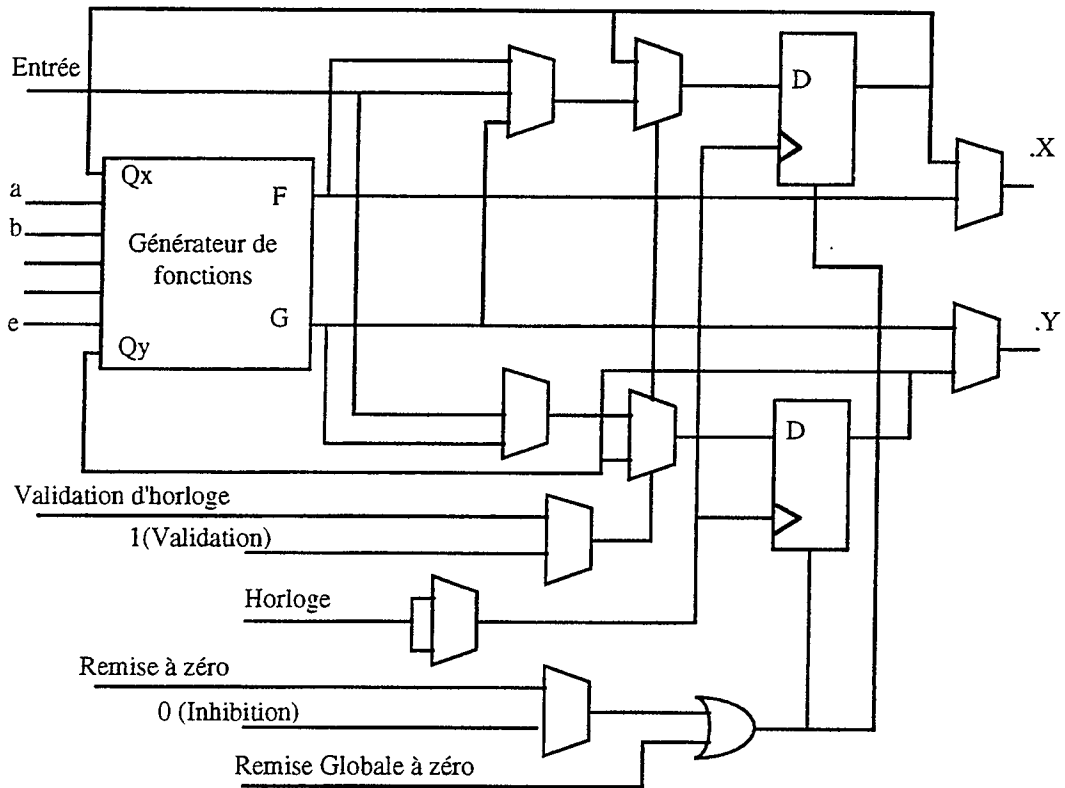 Entrée
D
.X
Qx
a
F
b
Générateur de
fonctions
G
.Y
e
Qy
D
Validation d'horloge
1(Validation)
Horloge
Remise à zéro
0 (Inhibition)
Remise Globale à zéro